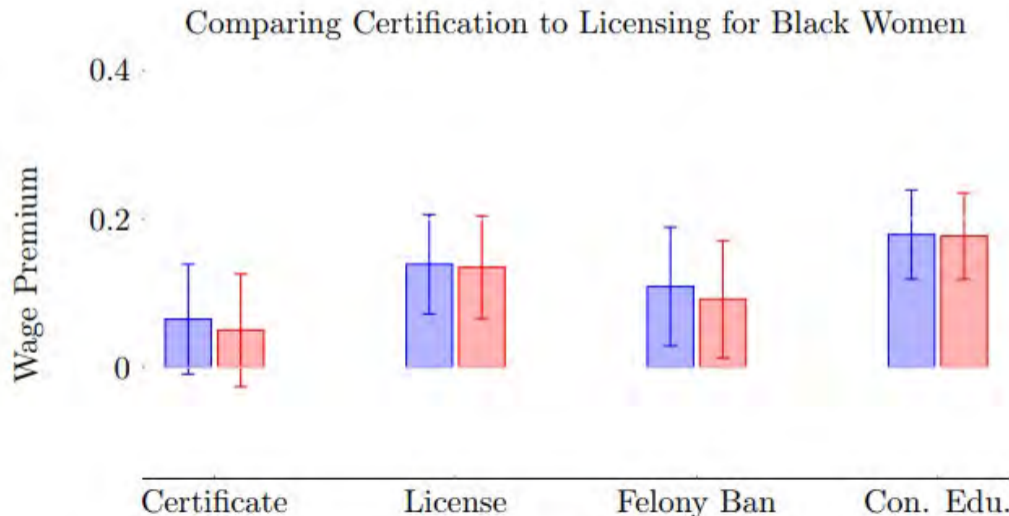 Comparing Certification to Licensing for Black Women
0.4
0.2
0
Wage Premium
Certificate
License
Felony Ban
Con. Edu.